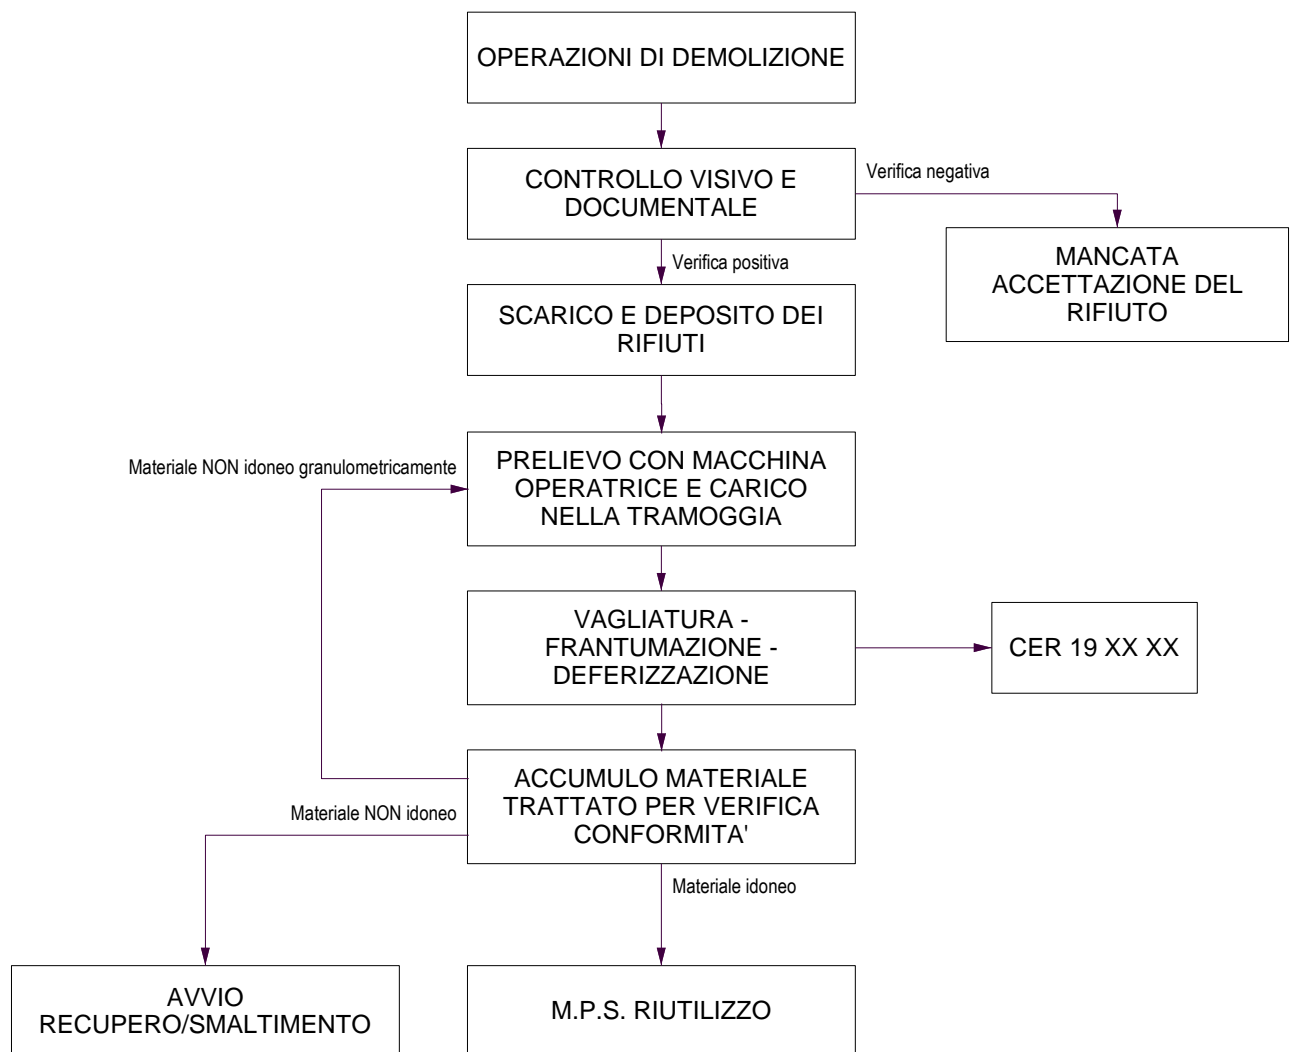 OPERAZIONI DI DEMOLIZIONE
CONTROLLO VISIVO E
DOCUMENTALE
Verifica negativa
MANCATA
ACCETTAZIONE DEL
RIFIUTO
Verifica positiva
SCARICO E DEPOSITO DEI
RIFIUTI
Materiale NON idoneo granulometricamente
PRELIEVO CON MACCHINA
OPERATRICE E CARICO
NELLA TRAMOGGIA
VAGLIATURA -
FRANTUMAZIONE -
DEFERIZZAZIONE
CER 19 XX XX
ACCUMULO MATERIALE
TRATTATO PER VERIFICA
CONFORMITA'
Materiale NON idoneo
Materiale idoneo
AVVIO
RECUPERO/SMALTIMENTO
M.P.S. RIUTILIZZO